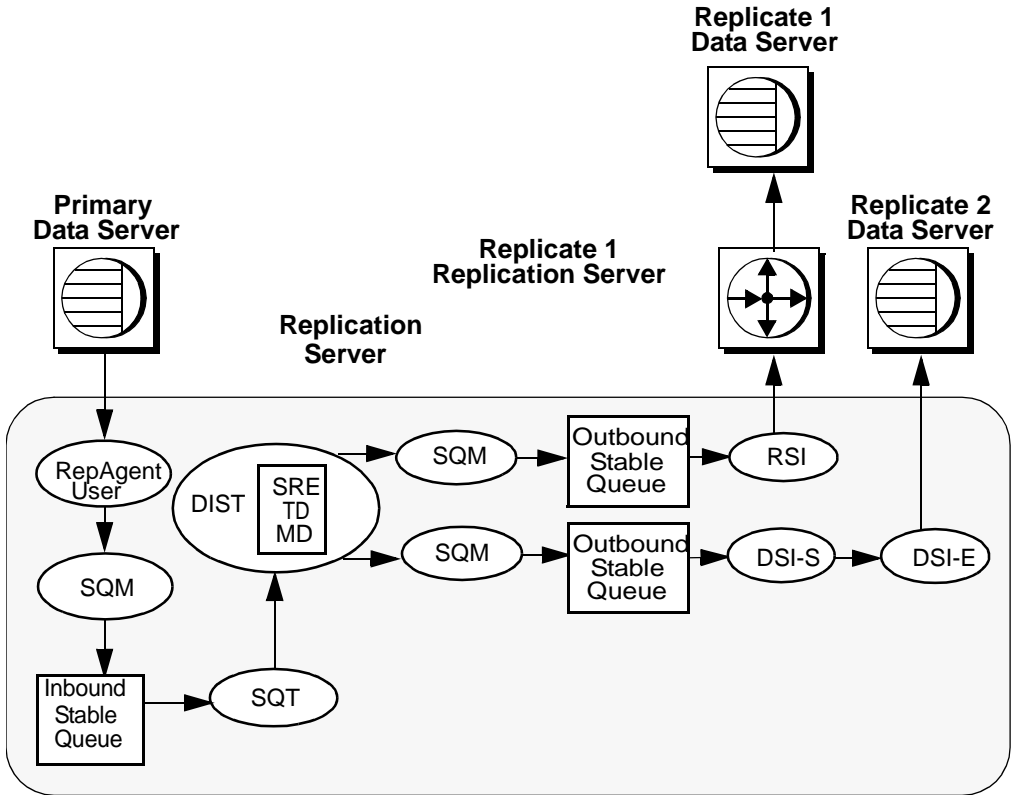 Replicate 1
Data Server
Primary
Data Server
Replicate 1
Replication Server
Replicate 2
Data Server
Replication
Server
RepAgent
User
SQM
Inbound
Stable
Queue
SQT
DIST
SRE
TD
MD
SQM
Outbound
Stable
Queue
RSI
SQM
Outbound
Stable
Queue
DSI-S
DSI-E